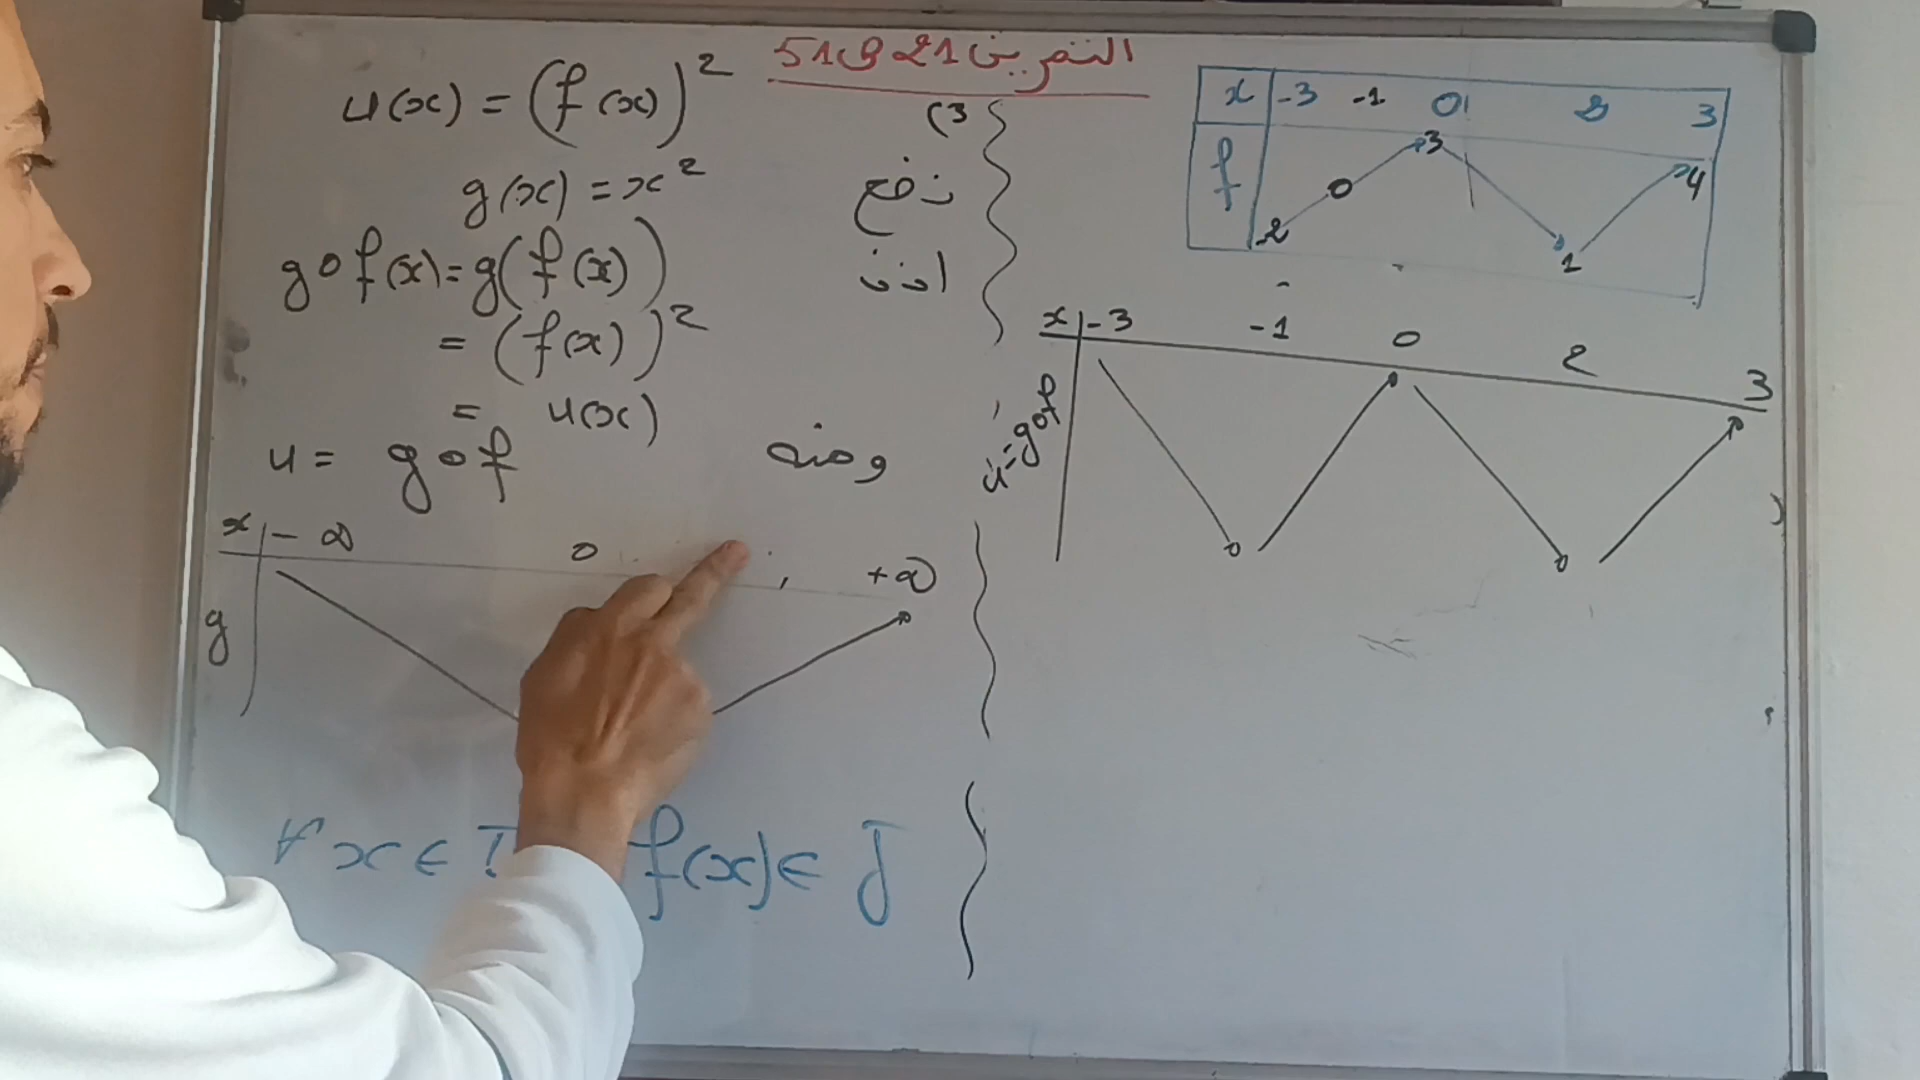 التمرين 21 ص 51
3)
u(x) = (f(x))²
نضع g(x) = x²
اذن g∘f(x) = g(f(x))
= (f(x))²
= u(x)
ومنه u = g∘f
x -∞ 0 +∞
g
∀x ∈ f(x) ∈ J
x -3 -1 0 2 3
f -2 0 3 1 4
x -3 -1 0 2 3
u = g∘f